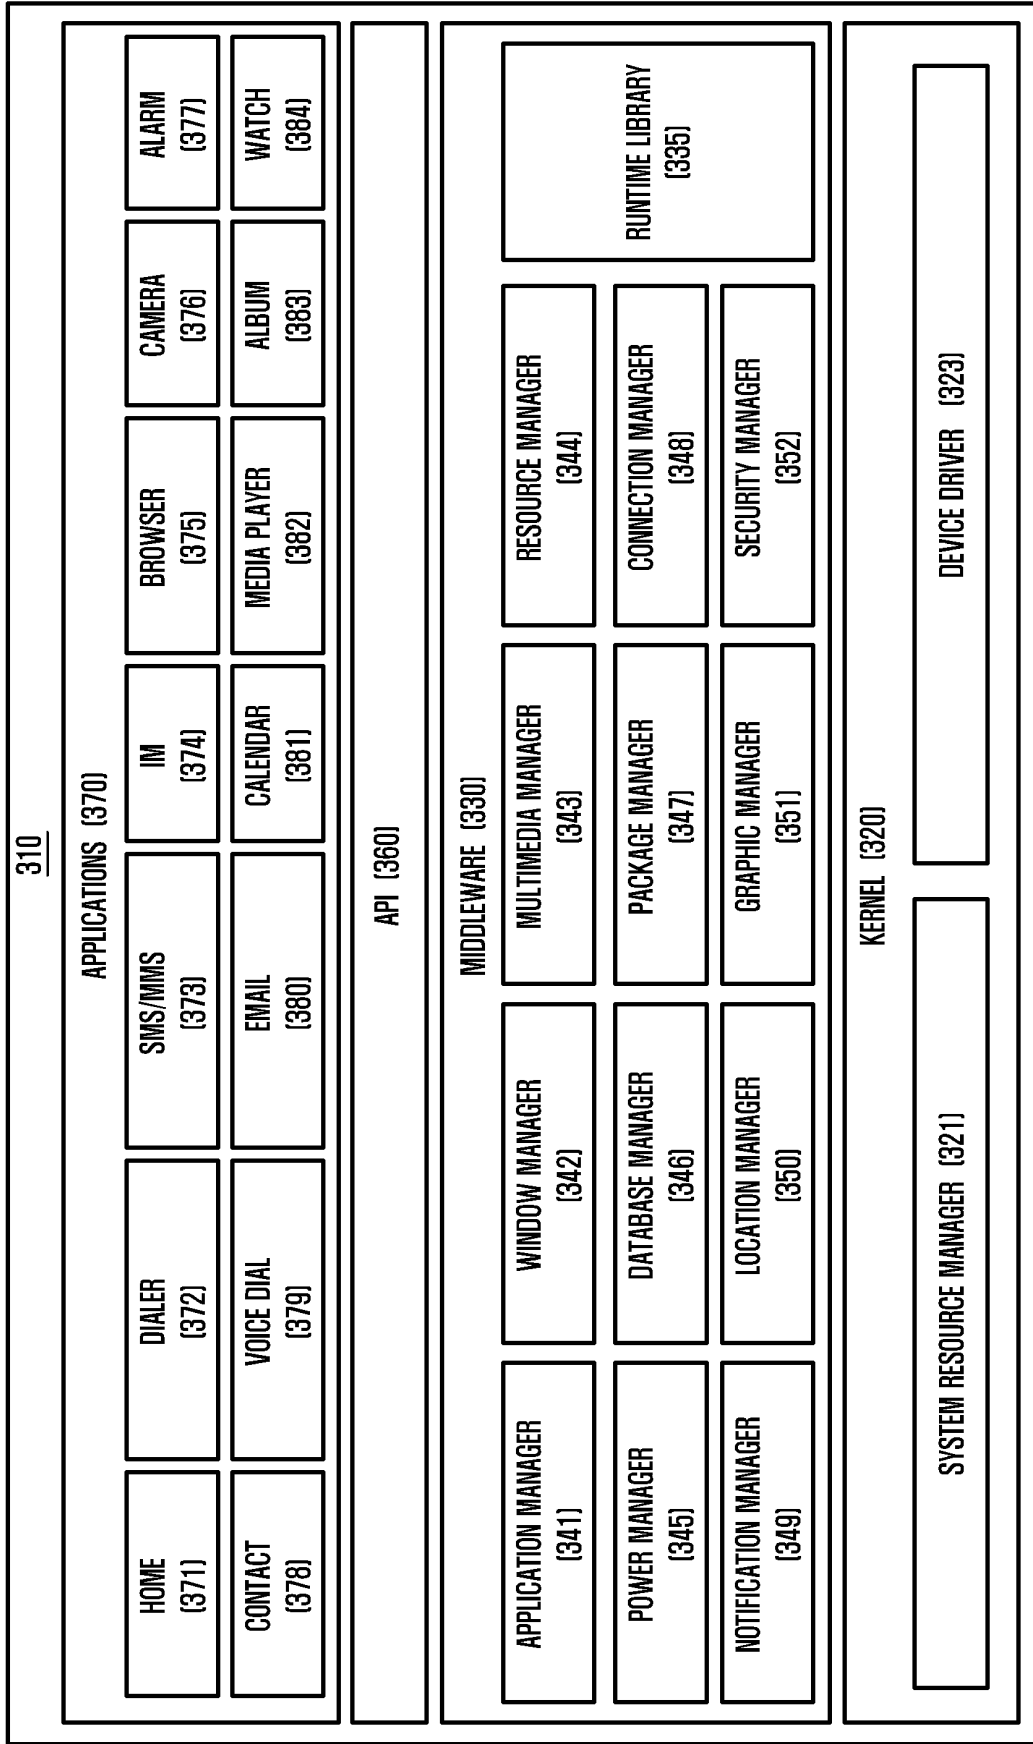 310
APPLICATIONS (370)
HOME
(371)
DIALER
(372)
SMS/MMS
(373)
IM
(374)
BROWSER
(375)
CAMERA
(376)
ALARM
(377)
CONTACT
(378)
VOICE DIAL
(379)
EMAIL
(380)
CALENDAR
(381)
MEDIA PLAYER
(382)
ALBUM
(383)
WATCH
(384)
API (360)
MIDDLEWARE (330)
APPLICATION MANAGER
(341)
WINDOW MANAGER
(342)
MULTIMEDIA MANAGER
(343)
RESOURCE MANAGER
(344)
POWER MANAGER
(345)
DATABASE MANAGER
(346)
PACKAGE MANAGER
(347)
CONNECTION MANAGER
(348)
NOTIFICATION MANAGER
(349)
LOCATION MANAGER
(350)
GRAPHIC MANAGER
(351)
SECURITY MANAGER
(352)
RUNTIME LIBRARY
(335)
KERNEL (320)
SYSTEM RESOURCE MANAGER (321)
DEVICE DRIVER (323)